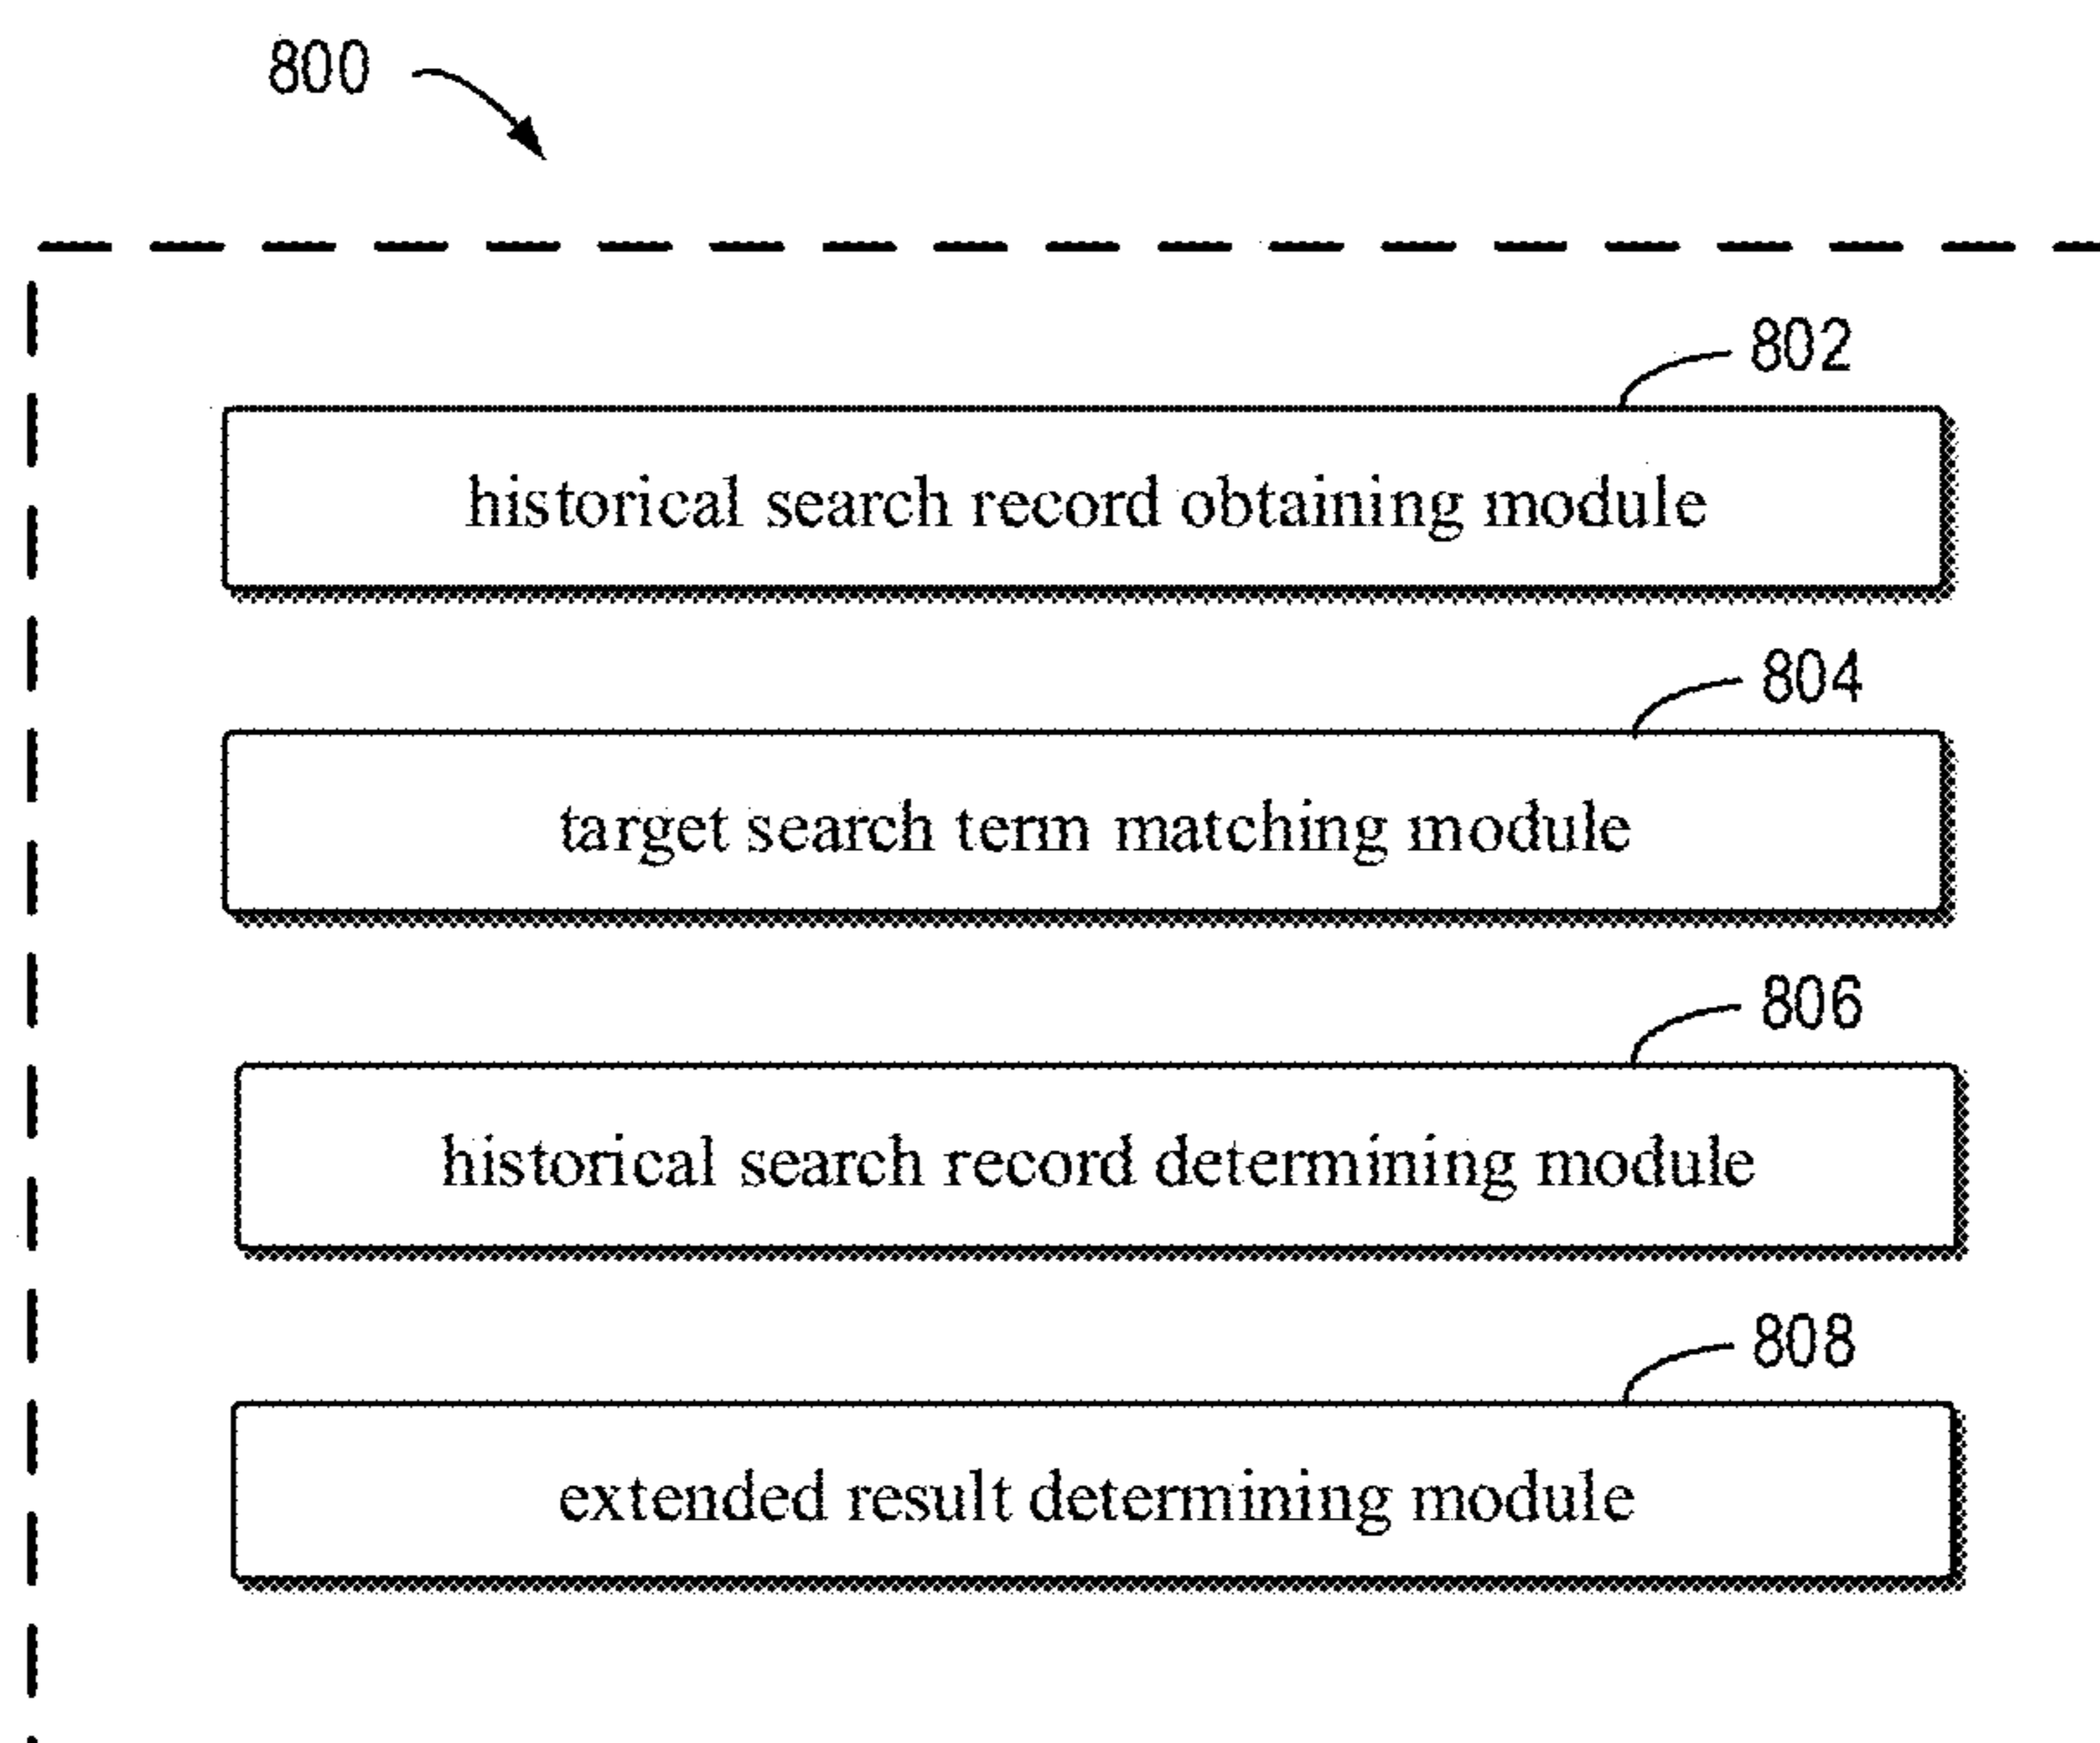 800
802
historical search record obtaining module
804
target search term matching module
806
historical search record determining module
808
extended result determining module